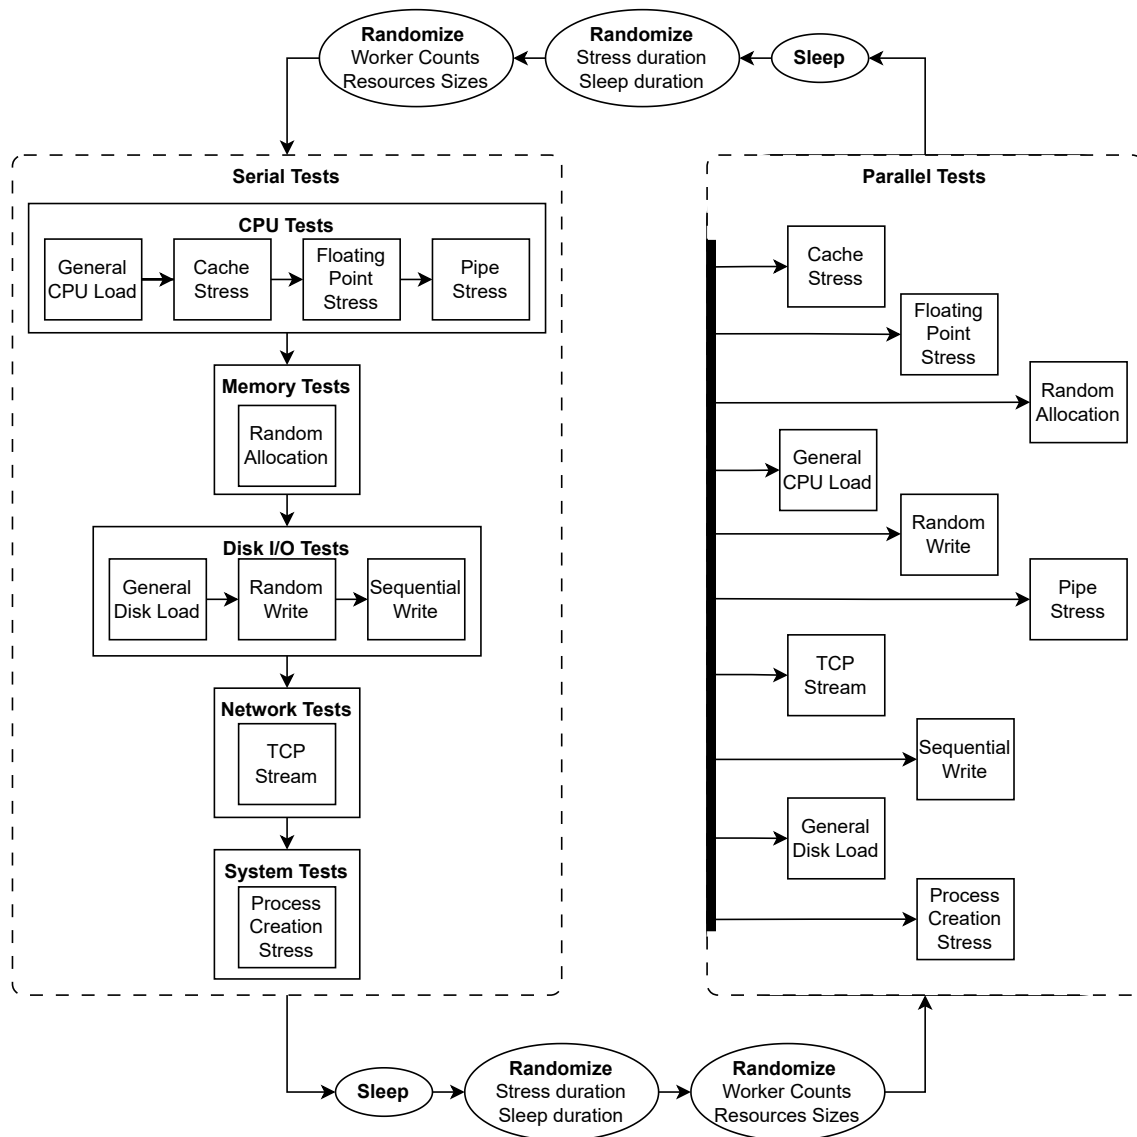 Randomize
Worker Counts
Resources Sizes
Randomize
Stress duration
Sleep duration
Sleep
Serial Tests
CPU Tests
General
CPU Load
Cache
Stress
Floating
Point
Stress
Pipe
Stress
Memory Tests
Random
Allocation
Disk I/O Tests
General
Disk Load
Random
Write
Sequential
Write
Network Tests
TCP
Stream
System Tests
Process
Creation
Stress
Parallel Tests
Cache
Stress
Floating
Point
Stress
Random
Allocation
General
CPU Load
Random
Write
Pipe
Stress
TCP
Stream
Sequential
Write
General
Disk Load
Process
Creation
Stress
Sleep
Randomize
Stress duration
Sleep duration
Randomize
Worker Counts
Resources Sizes